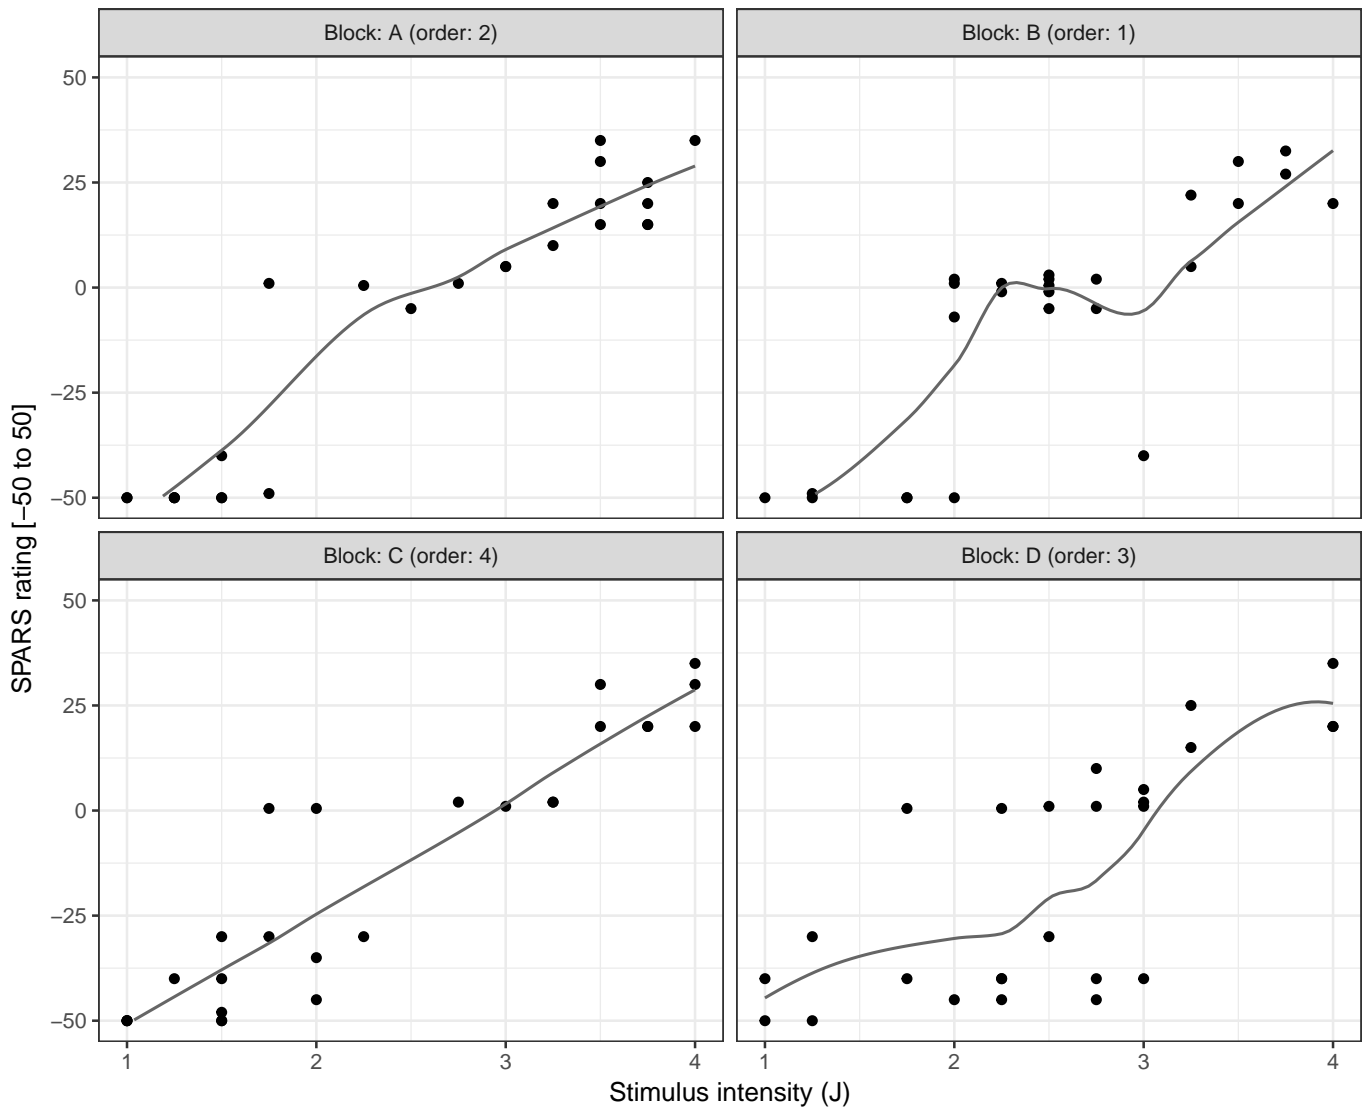 Block: A (order: 2)
Block: B (order: 1)
50
25
0
−25
−50
Block: C (order: 4)
Block: D (order: 3)
50
25
0
−25
−50
1 2 3 4
1 2 3 4
Stimulus intensity (J)
SPARS rating [−50 to 50]